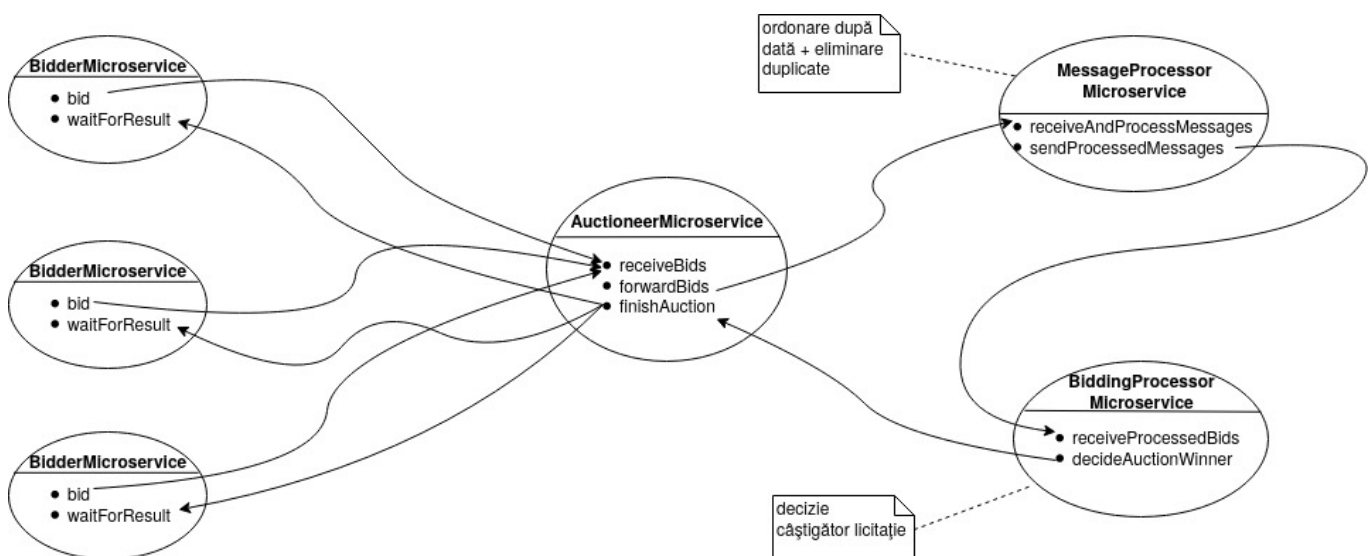 BidderMicroservice
● bid
● waitForResult
BidderMicroservice
● bid
● waitForResult
BidderMicroservice
● bid
● waitForResult
AuctioneerMicroservice
● receiveBids
● forwardBids
● finishAuction
ordonare după
dată + eliminare
duplicate
MessageProcessor
Microservice
● receiveAndProcessMessages
● sendProcessedMessages
BiddingProcessor
Microservice
● receiveProcessedBids
● decideAuctionWinner
decizie
câștigător licitație